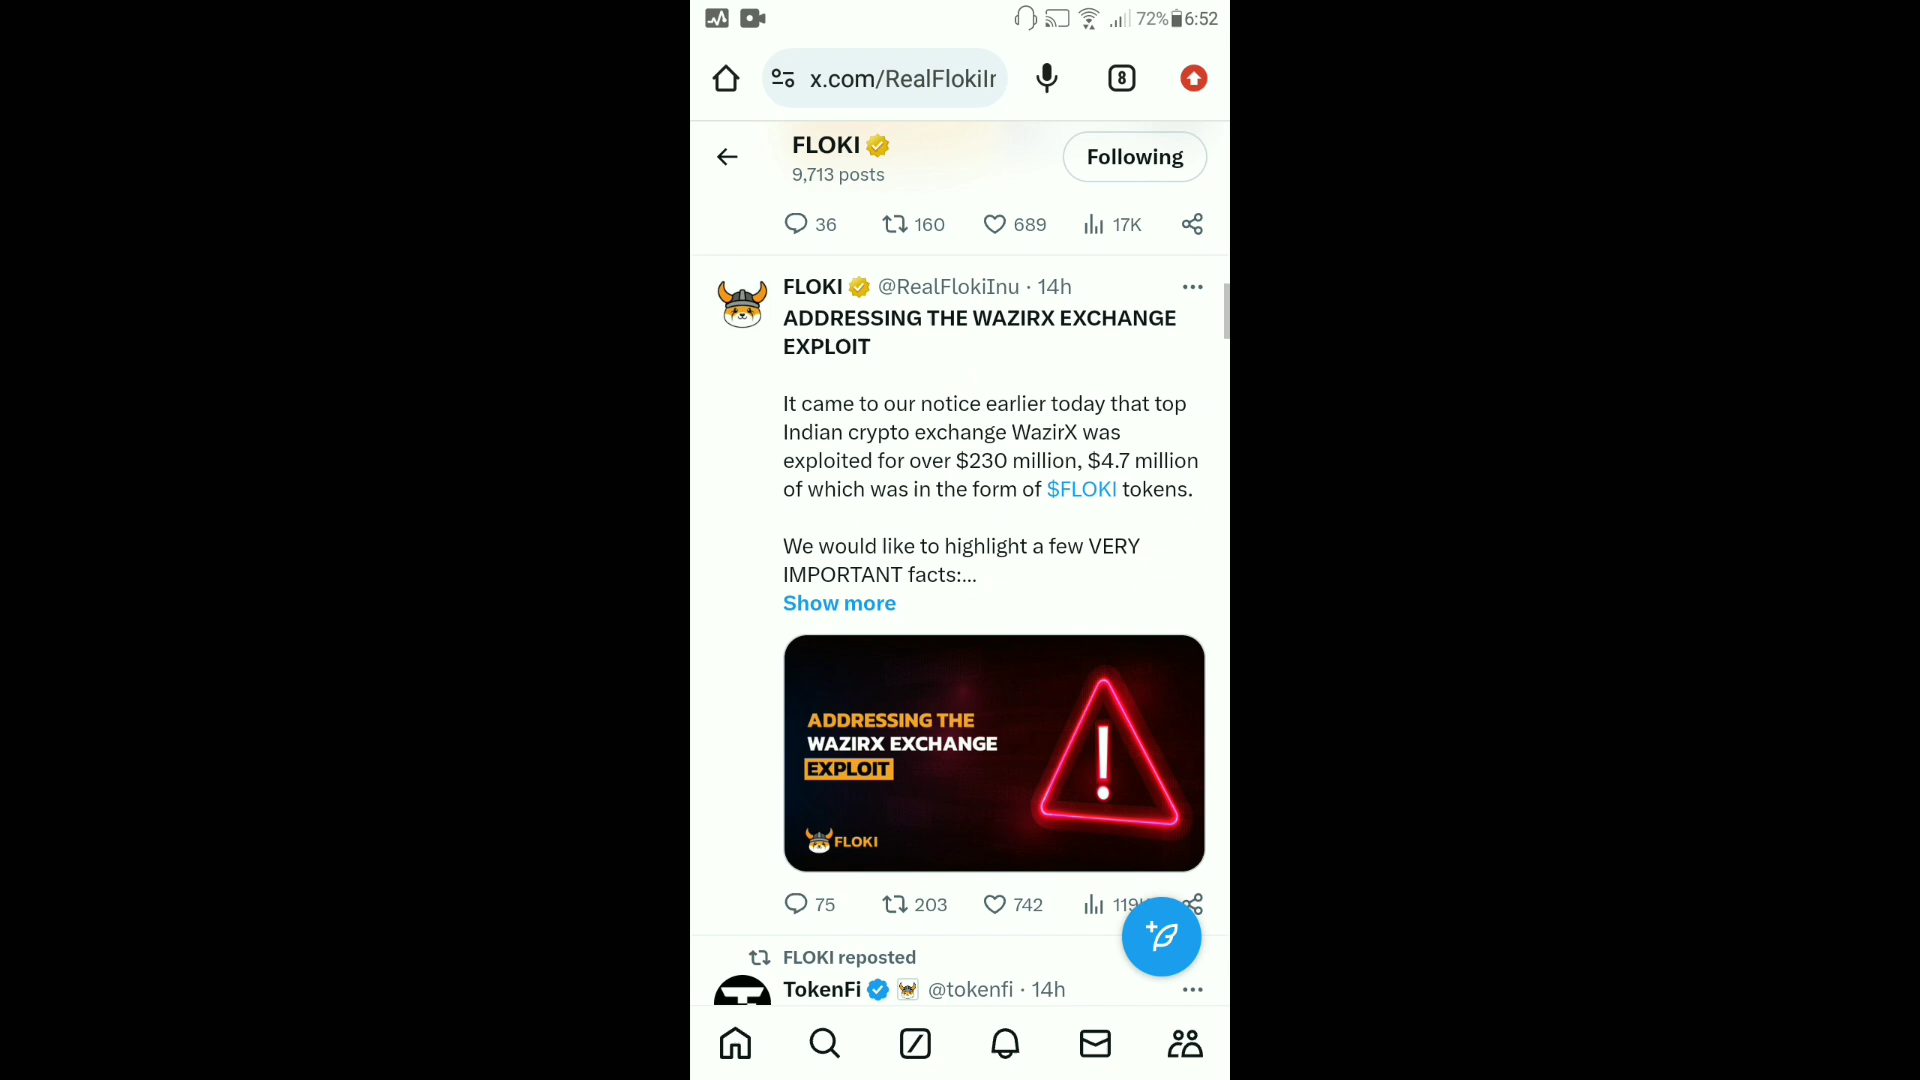 72% 6:52
x.com/RealFlokiIr
8
FLOKI
9,713 posts
Following
36 160 689 17K
FLOKI @RealFlokiInu · 14h
ADDRESSING THE WAZIRX EXCHANGE
EXPLOIT
It came to our notice earlier today that top
Indian crypto exchange WazirX was
exploited for over $230 million, $4.7 million
of which was in the form of $FLOKI tokens.
We would like to highlight a few VERY
IMPORTANT facts:...
Show more
ADDRESSING THE
WAZIRX EXCHANGE
EXPLOIT
FLOKI
75 203 742 119
FLOKI reposted
TokenFi @tokenfi · 14h